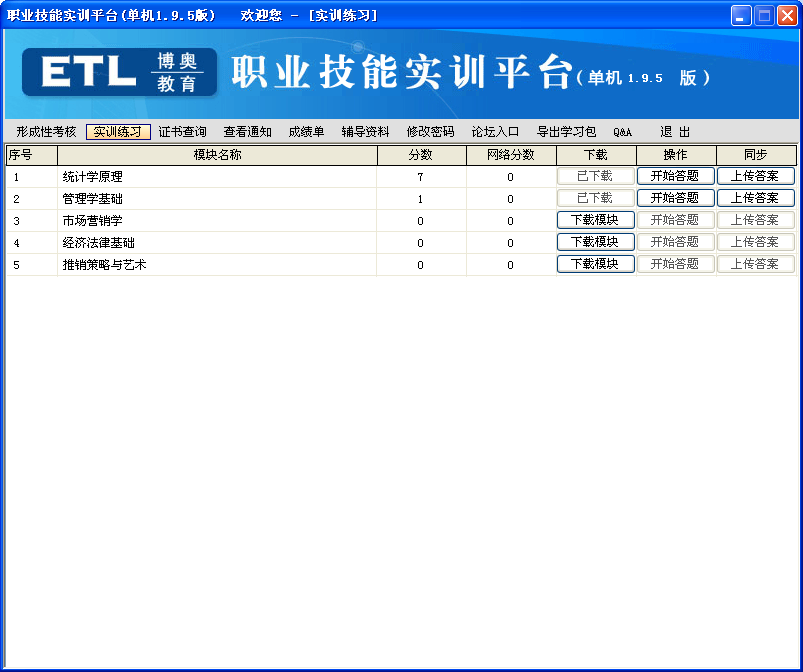 职业技能实训平台(单机1.9.5版) 欢迎您 - [实训练习]
ETL 博奥教育 职业技能实训平台(单机 1.9.5 版)
形成性考核 实训练习 证书查询 查看通知 成绩单 辅导资料 修改密码 论坛入口 导出学习包 Q&A 退 出
序号 模块名称 分数 网络分数 下载 操作 同步
1 统计学原理 7 0 已下载 开始答题 上传答案
2 管理学基础 1 0 已下载 开始答题 上传答案
3 市场营销学 0 0 下载模块 开始答题 上传答案
4 经济法律基础 0 0 下载模块 开始答题 上传答案
5 推销策略与艺术 0 0 下载模块 开始答题 上传答案